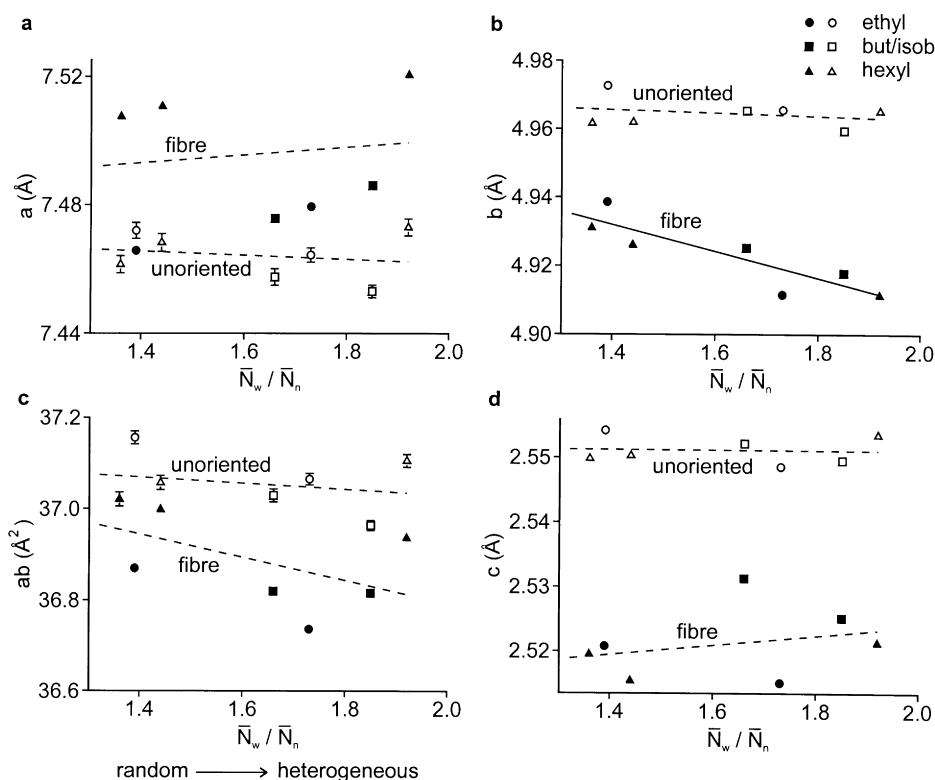 a
7.52
7.48
7.44
a (Å)
fibre
unoriented
1.4 1.6 1.8 2.0
N̄w / N̄n
b
● ○ ethyl
■ □ but/isob
▲ △ hexyl
4.98
4.96
4.94
4.92
4.90
b (Å)
unoriented
fibre
1.4 1.6 1.8 2.0
N̄w / N̄n
c
37.2
37.0
36.8
36.6
ab (Å²)
unoriented
fibre
1.4 1.6 1.8 2.0
N̄w / N̄n
random ⟶ heterogeneous
d
2.55
2.54
2.53
2.52
c (Å)
unoriented
fibre
1.4 1.6 1.8 2.0
N̄w / N̄n